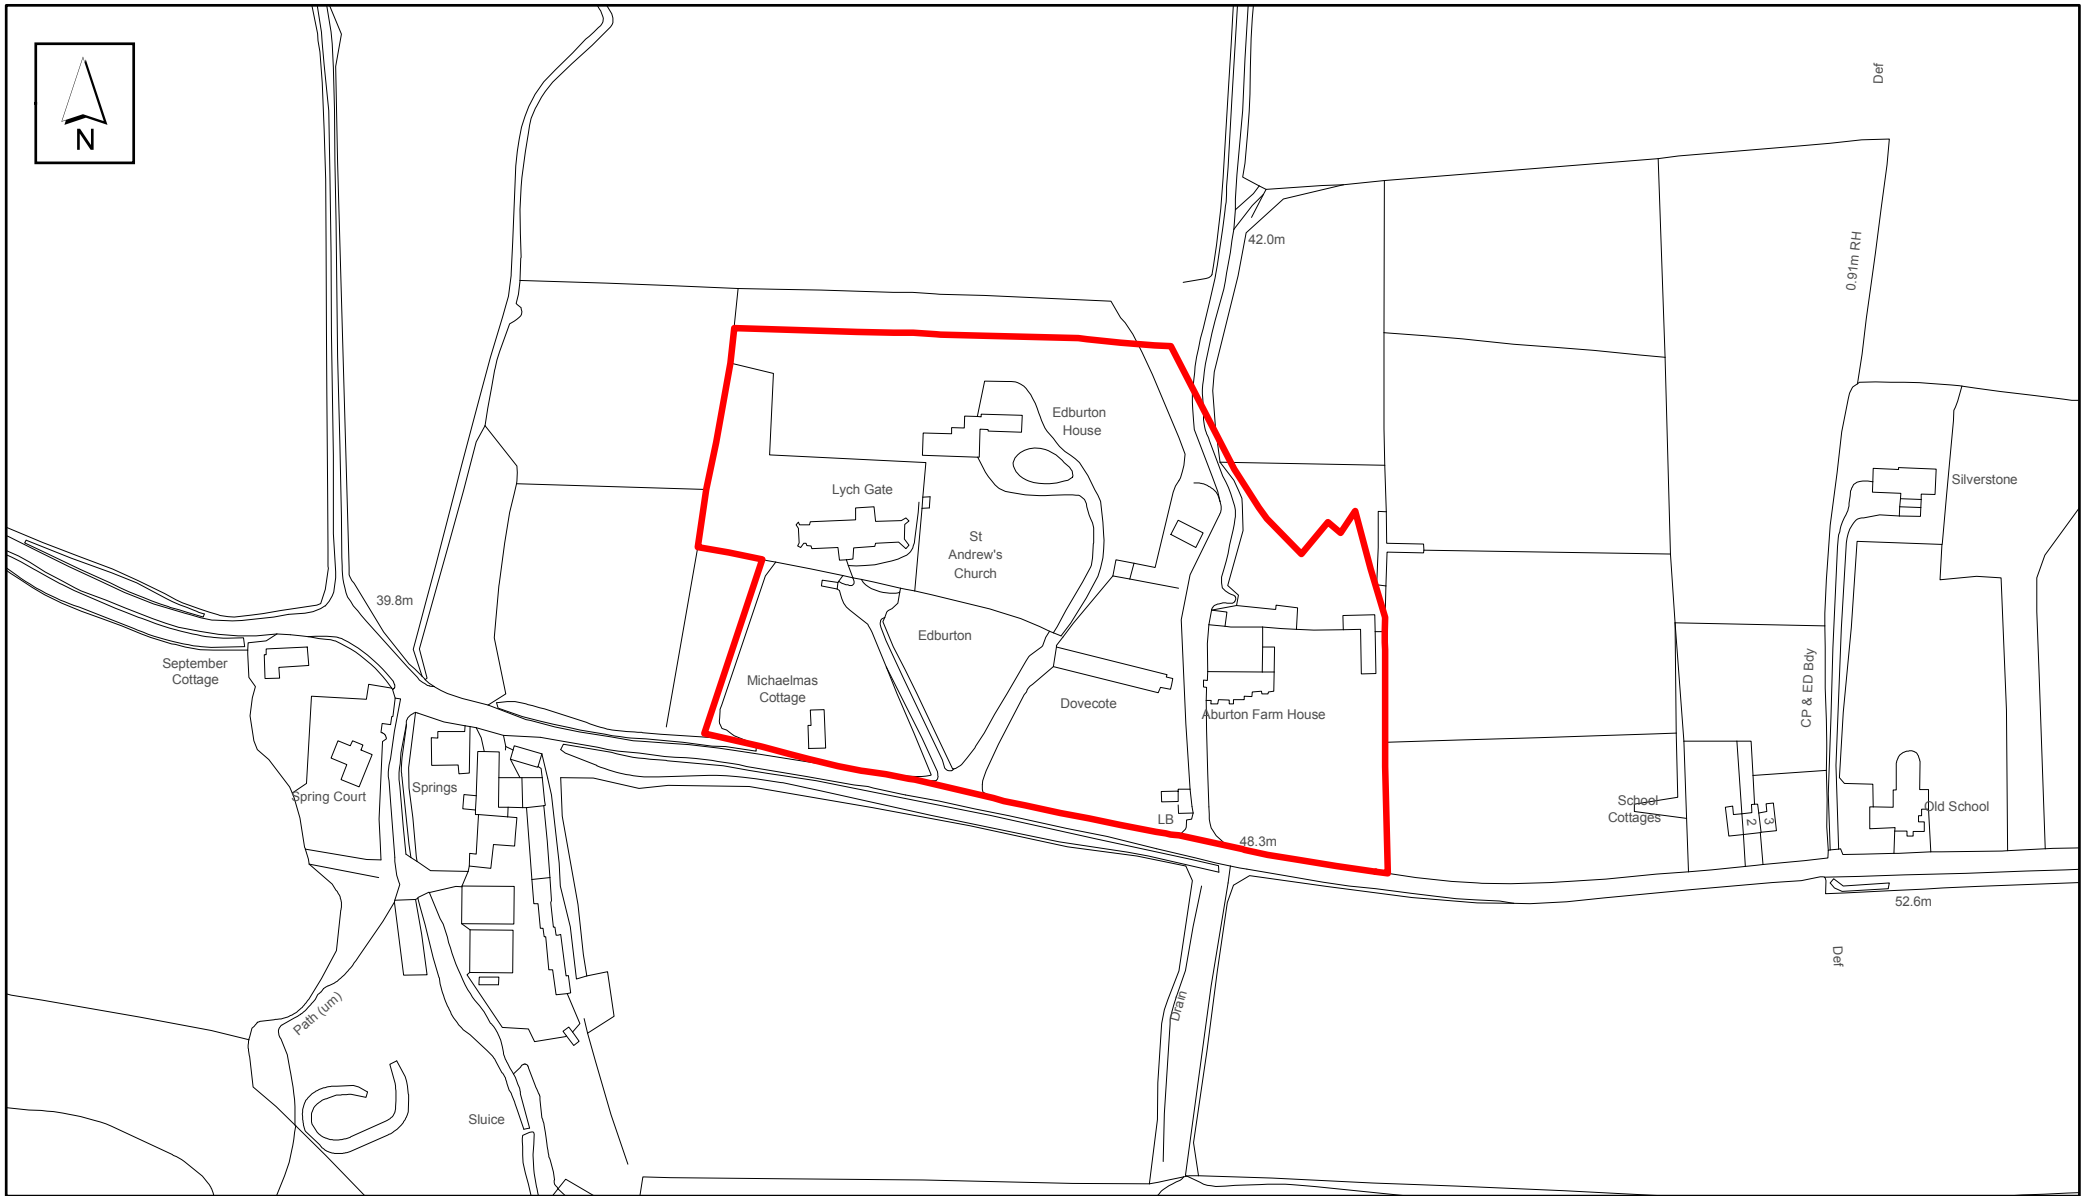 N
Def
42.0m
0.91m RH
Edburton
House
Silverstone
Lych Gate
St
Andrew's
Church
39.8m
Edburton
September
Cottage
Michaelmas
Cottage
CP & ED Bdy
Dovecote
Aburton Farm House
Spring Court
Springs
School
Cottages
2
3
Old School
LB
48.3m
52.6m
Def
Path (um)
Drain
Sluice